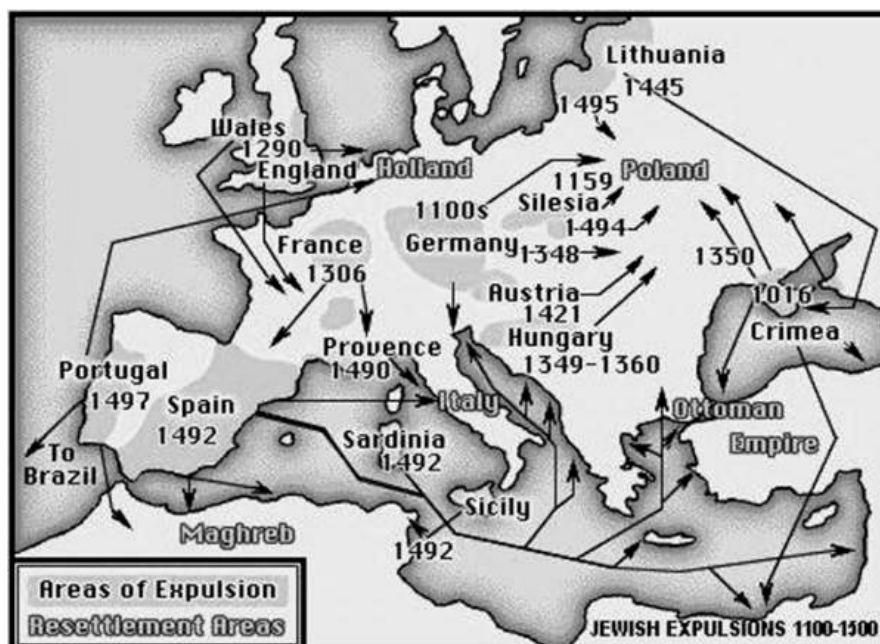 Lithuania
1445
1495
Wales
1290
England
Holland
Poland
1159
Silesia
1494
1100s
Germany
1348
France
1306
1350
1016
Crimea
Austria
1421
Hungary
1349-1360
Provence
1490
Portugal
1497
Spain
1492
Italy
Ottoman
Empire
Sardinia
1492
To
Brazil
Sicily
1492
Maghreb
Areas of Expulsion
Resettlement Areas
JEWISH EXPULSIONS 1100-1500